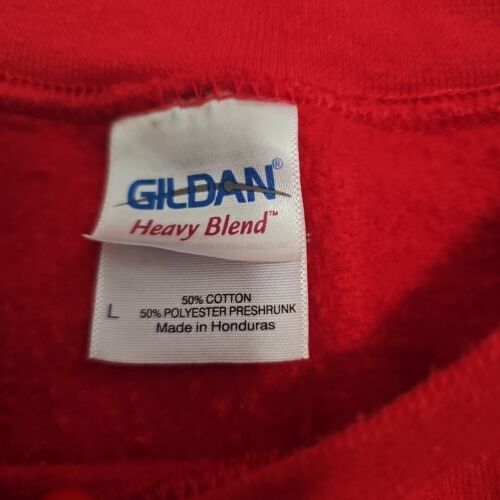 GILDAN®
Heavy Blend™
50% COTTON
L 50% POLYESTER PRESHRUNK
Made in Honduras